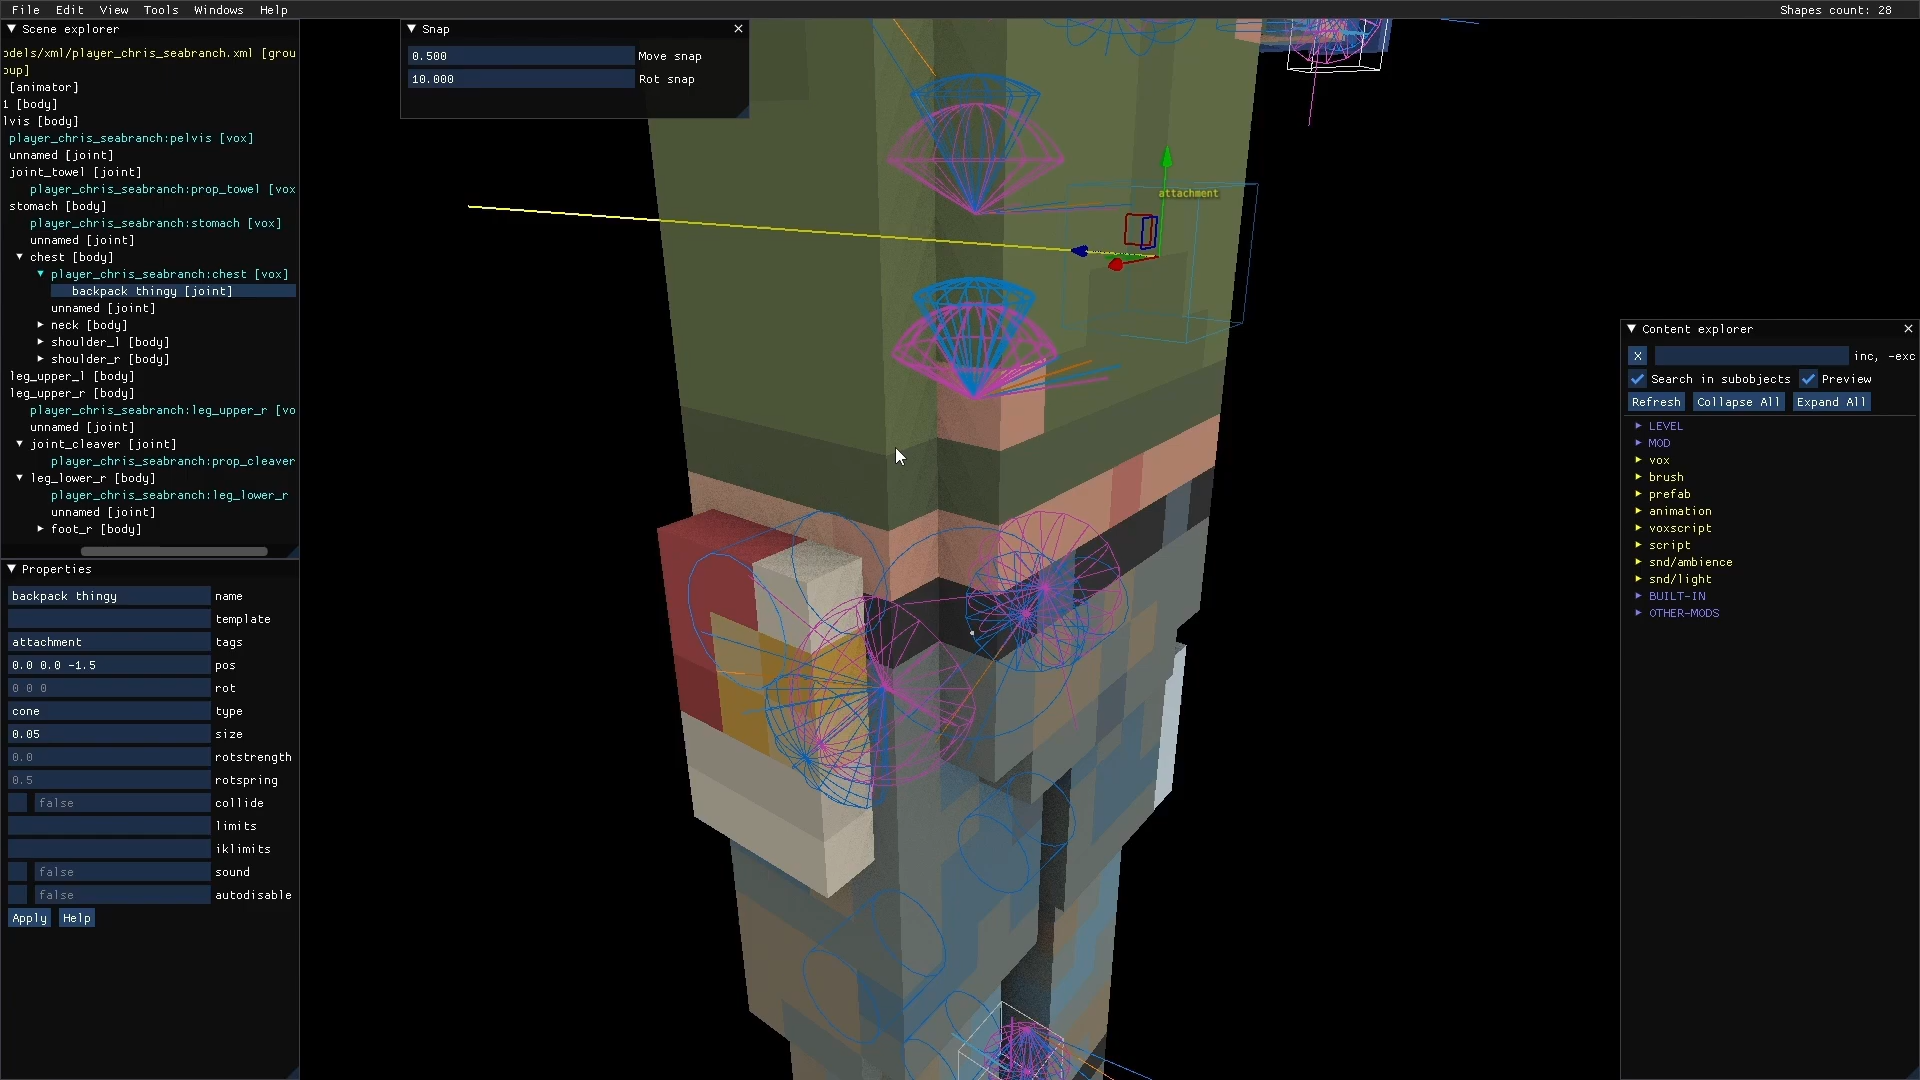 File Edit View Tools Windows Help
Shapes count: 28
Scene explorer
odels/xml/player_chris_seabranch.xml [grou
oup]
[animator]
1 [body]
lvis [body]
player_chris_seabranch:pelvis [vox]
unnamed [joint]
joint_towel [joint]
player_chris_seabranch:prop_towel [vox
stomach [body]
player_chris_seabranch:stomach [vox]
unnamed [joint]
chest [body]
player_chris_seabranch:chest [vox]
backpack thingy [joint]
unnamed [joint]
neck [body]
shoulder_l [body]
shoulder_r [body]
leg_upper_l [body]
leg_upper_r [body]
player_chris_seabranch:leg_upper_r [vo
unnamed [joint]
joint_cleaver [joint]
player_chris_seabranch:prop_cleaver
leg_lower_r [body]
player_chris_seabranch:leg_lower_r
unnamed [joint]
foot_r [body]
Properties
backpack thingy name
template
attachment tags
0.0 0.0 -1.5 pos
0 0 0 rot
cone type
0.05 size
0.0 rotstrength
0.5 rotspring
false collide
limits
iklimits
false sound
false autodisable
Apply Help
Snap
0.500 Move snap
10.000 Rot snap
attachment
Content explorer
X inc, -exc
Search in subobjects Preview
Refresh Collapse All Expand All
LEVEL
MOD
vox
brush
prefab
animation
voxscript
script
snd/ambience
snd/light
BUILT-IN
OTHER-MODS